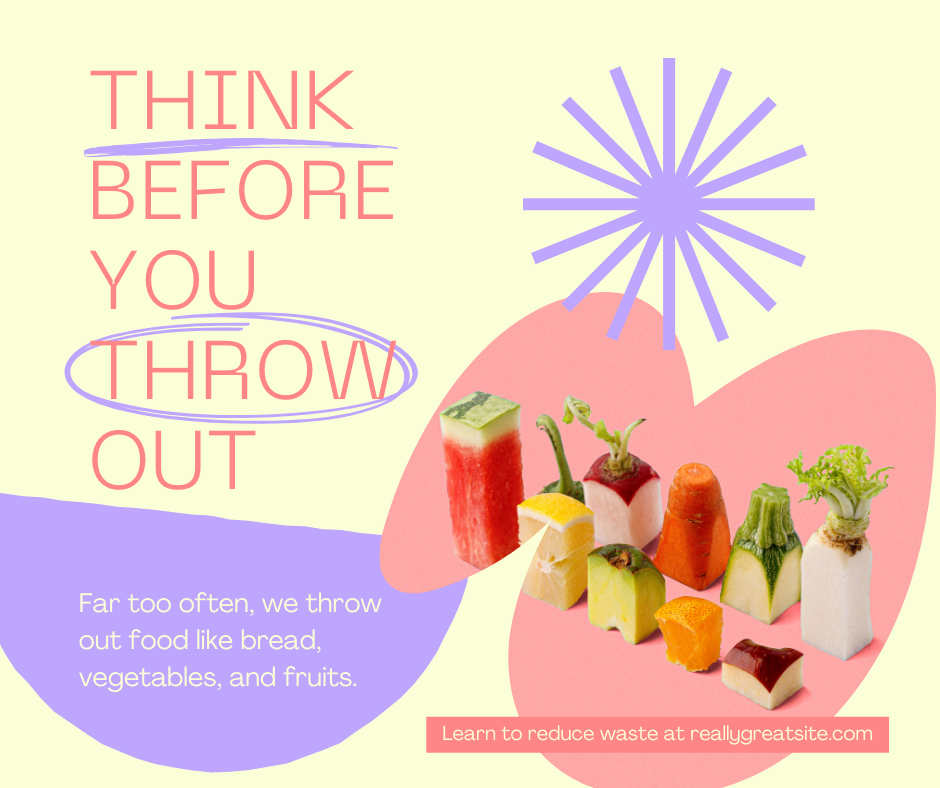 THINK
BEFORE
YOU
THROW
OUT
Far too often, we throw
out food like bread,
vegetables, and fruits.
Learn to reduce waste at reallygreatsite.com